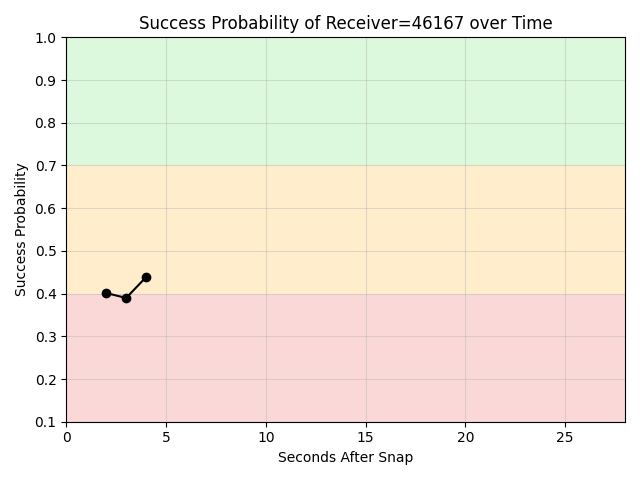 Success Probability of Receiver=46167 over Time
1.0
0.9
0.8
0.7
0.6
0.5
0.4
0.3
0.2
0.1
Success Probability
0 5 10 15 20 25
Seconds After Snap